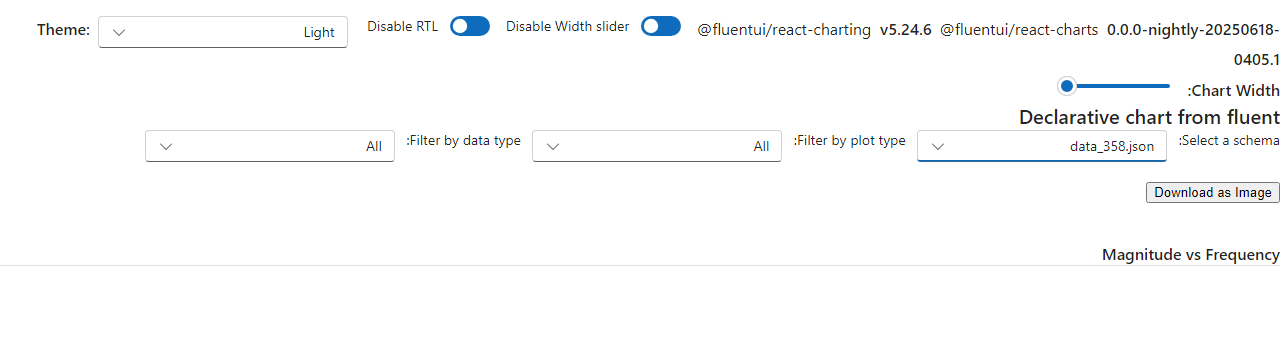 Theme: Light Disable RTL Disable Width slider @fluentui/react-charting v5.24.6 @fluentui/react-charts 0.0.0-nightly-20250618-
0405.1
:Chart Width
Declarative chart from fluent
:Select a schema data_358.json :Filter by plot type All :Filter by data type All
Download as Image
Magnitude vs Frequency